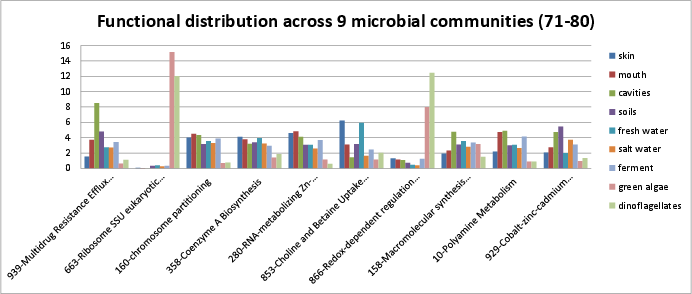 Functional distribution across 9 microbial communities (71-80)
16
14
12
10
8
6
4
2
0
939-Multidrug Resistance Efflux...
663-Ribosome SSU eukaryotic...
160-chromosome partitioning
358-Coenzyme A Biosynthesis
280-RNA-metabolizing Zn-...
853-Choline and Betaine Uptake...
866-Redox-dependent regulation...
158-Macromolecular synthesis...
10-Polyamine Metabolism
929-Cobalt-zinc-cadmium...
skin
mouth
cavities
soils
fresh water
salt water
ferment
green algae
dinoflagellates